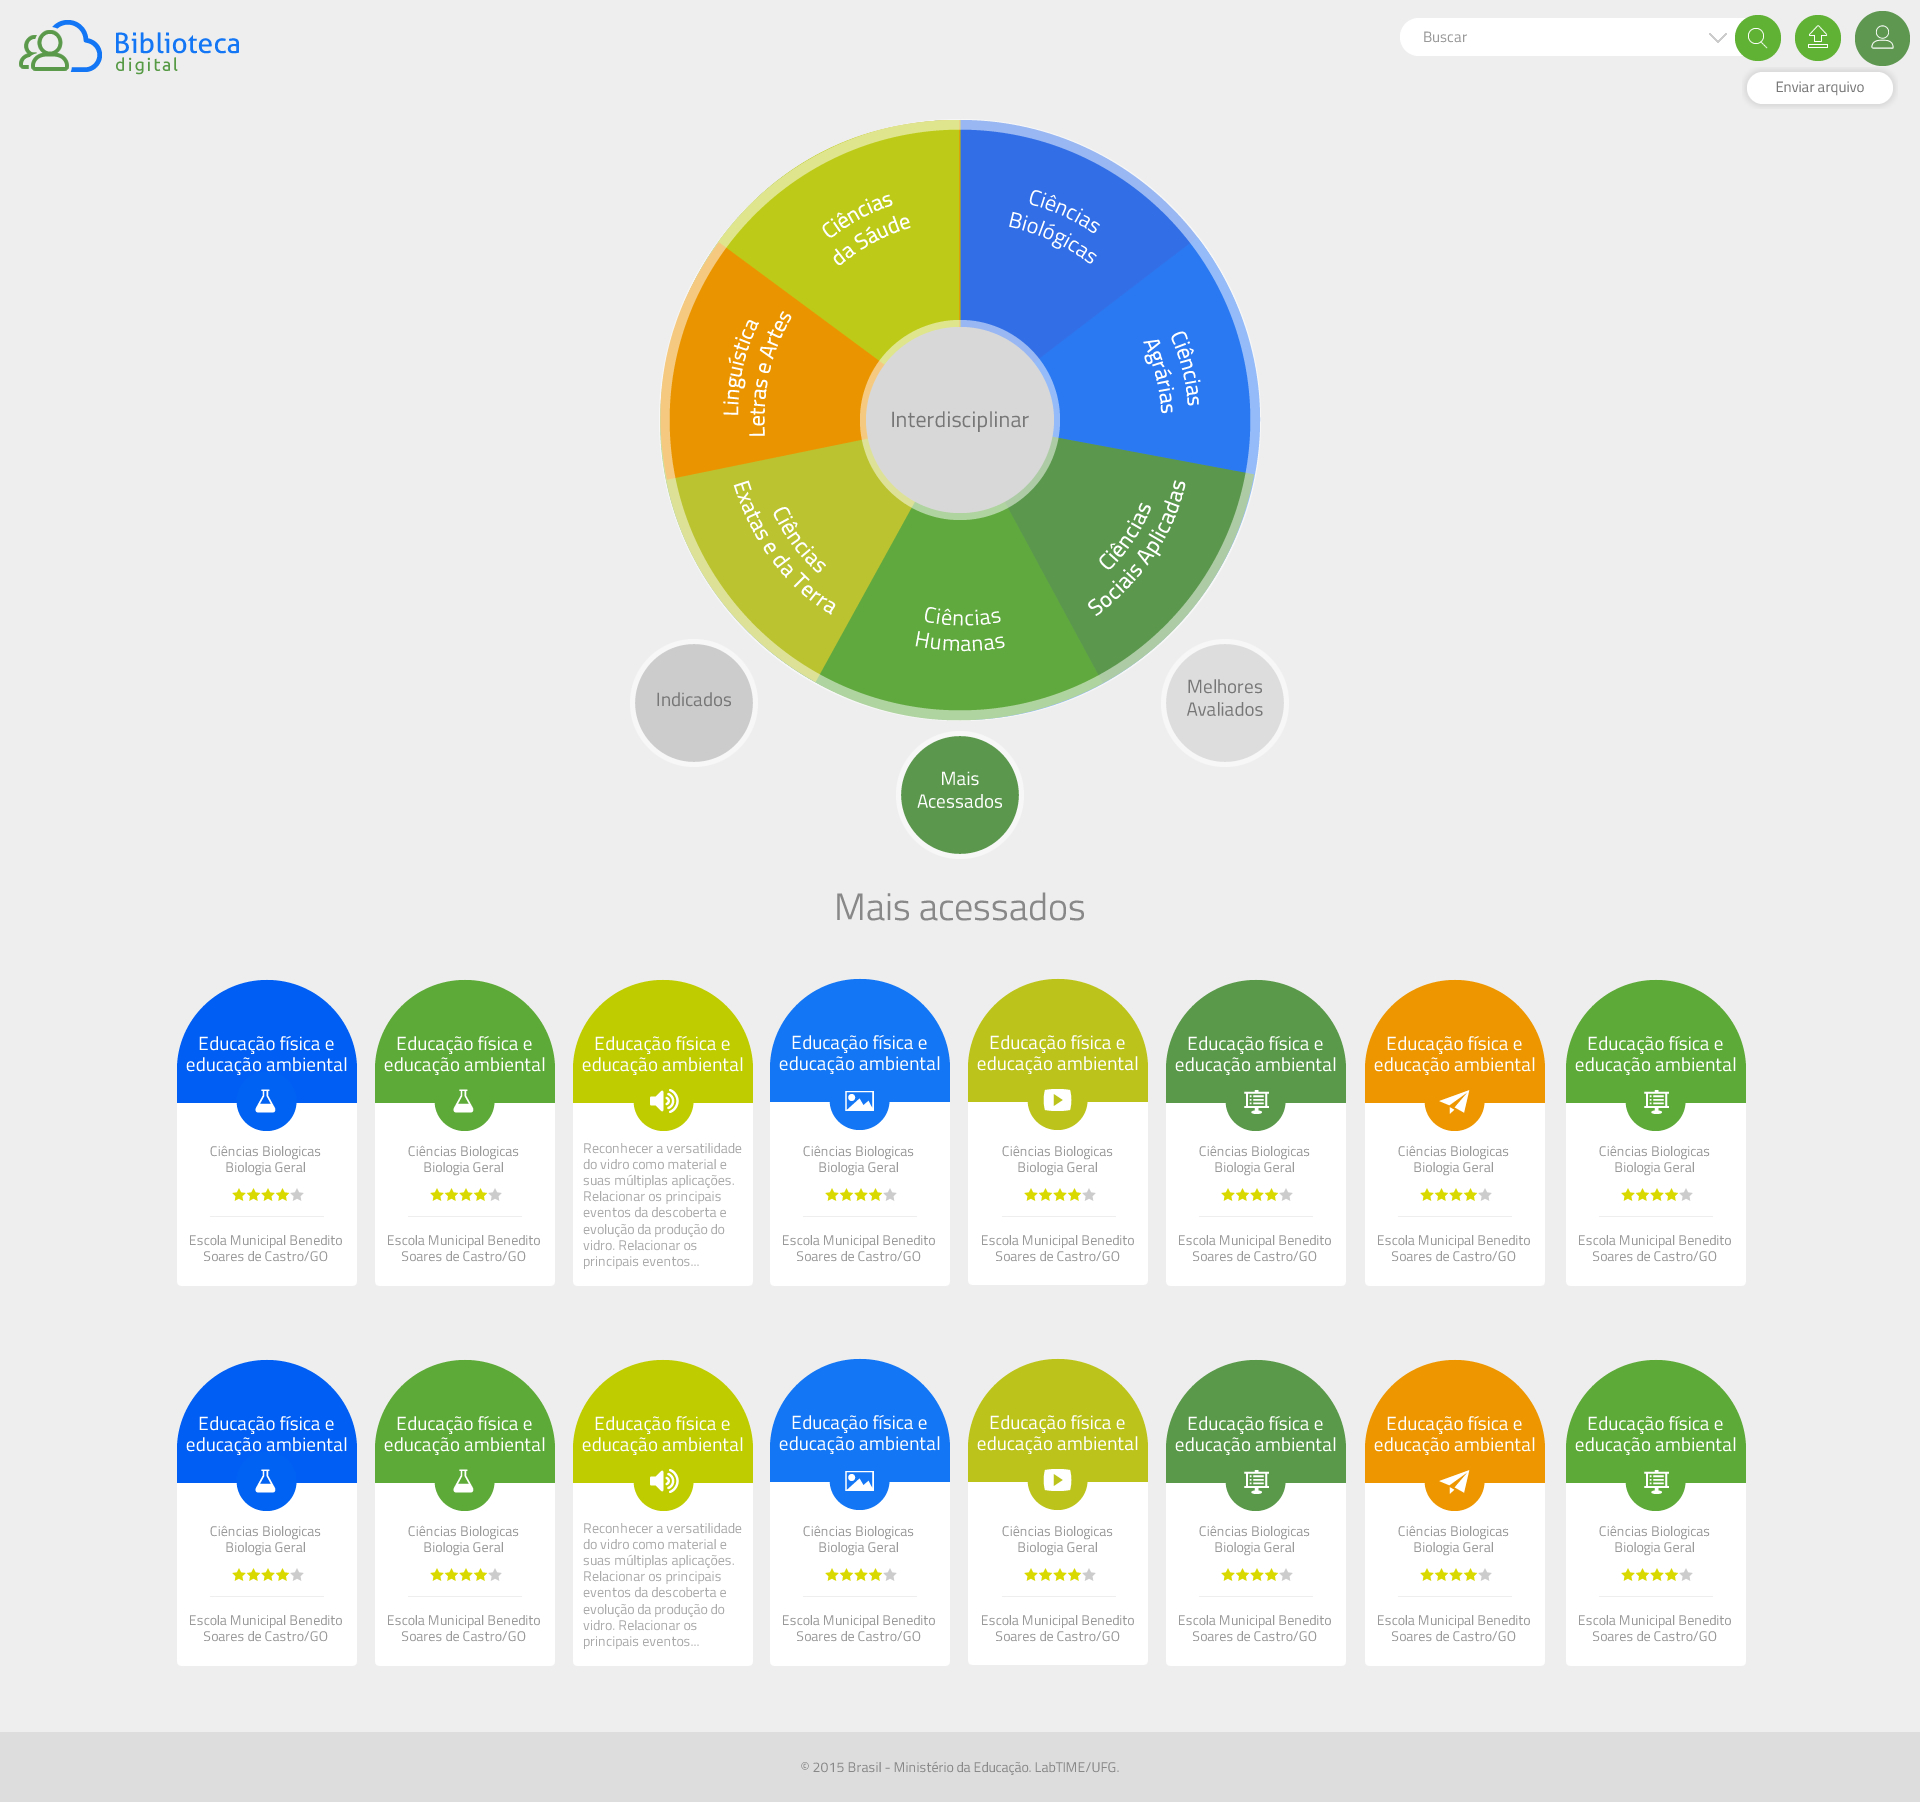 Biblioteca
digital
Buscar
Enviar arquivo
Ciências
da Sáude
Ciências
Biológicas
Linguística
Letras e Artes
Ciências
Agrárias
Interdisciplinar
Ciências
Exatas e da Terra
Ciências
Sociais Aplicadas
Ciências
Humanas
Indicados
Melhores
Avaliados
Mais
Acessados
Mais acessados
Educação física e
educação ambiental
Ciências Biologicas
Biologia Geral
Escola Municipal Benedito
Soares de Castro/GO
Educação física e
educação ambiental
Ciências Biologicas
Biologia Geral
Escola Municipal Benedito
Soares de Castro/GO
Educação física e
educação ambiental
Reconhecer a versatilidade
do vidro como material e
suas múltiplas aplicações.
Relacionar os principais
eventos da descoberta e
evolução da produção do
vidro. Relacionar os
principais eventos...
Educação física e
educação ambiental
Ciências Biologicas
Biologia Geral
Escola Municipal Benedito
Soares de Castro/GO
Educação física e
educação ambiental
Ciências Biologicas
Biologia Geral
Escola Municipal Benedito
Soares de Castro/GO
Educação física e
educação ambiental
Ciências Biologicas
Biologia Geral
Escola Municipal Benedito
Soares de Castro/GO
Educação física e
educação ambiental
Ciências Biologicas
Biologia Geral
Escola Municipal Benedito
Soares de Castro/GO
Educação física e
educação ambiental
Ciências Biologicas
Biologia Geral
Escola Municipal Benedito
Soares de Castro/GO
Educação física e
educação ambiental
Ciências Biologicas
Biologia Geral
Escola Municipal Benedito
Soares de Castro/GO
Educação física e
educação ambiental
Ciências Biologicas
Biologia Geral
Escola Municipal Benedito
Soares de Castro/GO
Educação física e
educação ambiental
Reconhecer a versatilidade
do vidro como material e
suas múltiplas aplicações.
Relacionar os principais
eventos da descoberta e
evolução da produção do
vidro. Relacionar os
principais eventos...
Educação física e
educação ambiental
Ciências Biologicas
Biologia Geral
Escola Municipal Benedito
Soares de Castro/GO
Educação física e
educação ambiental
Ciências Biologicas
Biologia Geral
Escola Municipal Benedito
Soares de Castro/GO
Educação física e
educação ambiental
Ciências Biologicas
Biologia Geral
Escola Municipal Benedito
Soares de Castro/GO
Educação física e
educação ambiental
Ciências Biologicas
Biologia Geral
Escola Municipal Benedito
Soares de Castro/GO
Educação física e
educação ambiental
Ciências Biologicas
Biologia Geral
Escola Municipal Benedito
Soares de Castro/GO
© 2015 Brasil - Ministério da Educação. LabTIME/UFG.